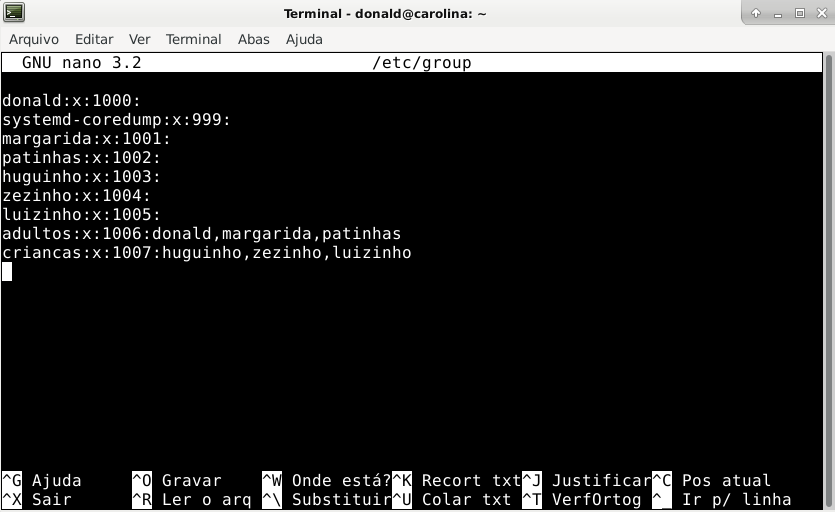 Terminal - donald@carolina: ~
Arquivo Editar Ver Terminal Abas Ajuda
GNU nano 3.2 /etc/group
donald:x:1000:
systemd-coredump:x:999:
margarida:x:1001:
patinhas:x:1002:
huguinho:x:1003:
zezinho:x:1004:
luizinho:x:1005:
adultos:x:1006:donald,margarida,patinhas
criancas:x:1007:huguinho,zezinho,luizinho
^G Ajuda ^O Gravar ^W Onde está? ^K Recort txt ^J Justificar ^C Pos atual
^X Sair ^R Ler o arq ^\ Substituir ^U Colar txt ^T VerfOrtog ^_ Ir p/ linha